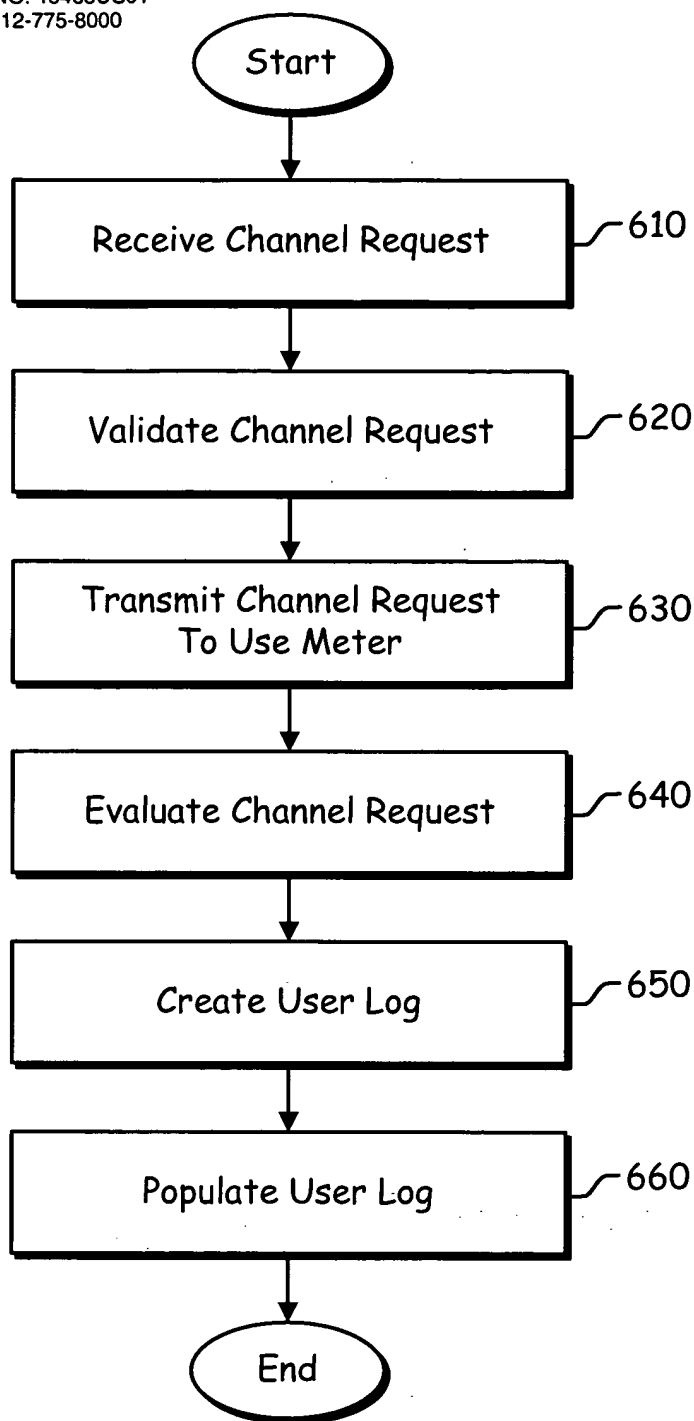 12-775-8000
Start
Receive Channel Request
610
Validate Channel Request
620
Transmit Channel Request
To Use Meter
630
Evaluate Channel Request
640
Create User Log
650
Populate User Log
660
End